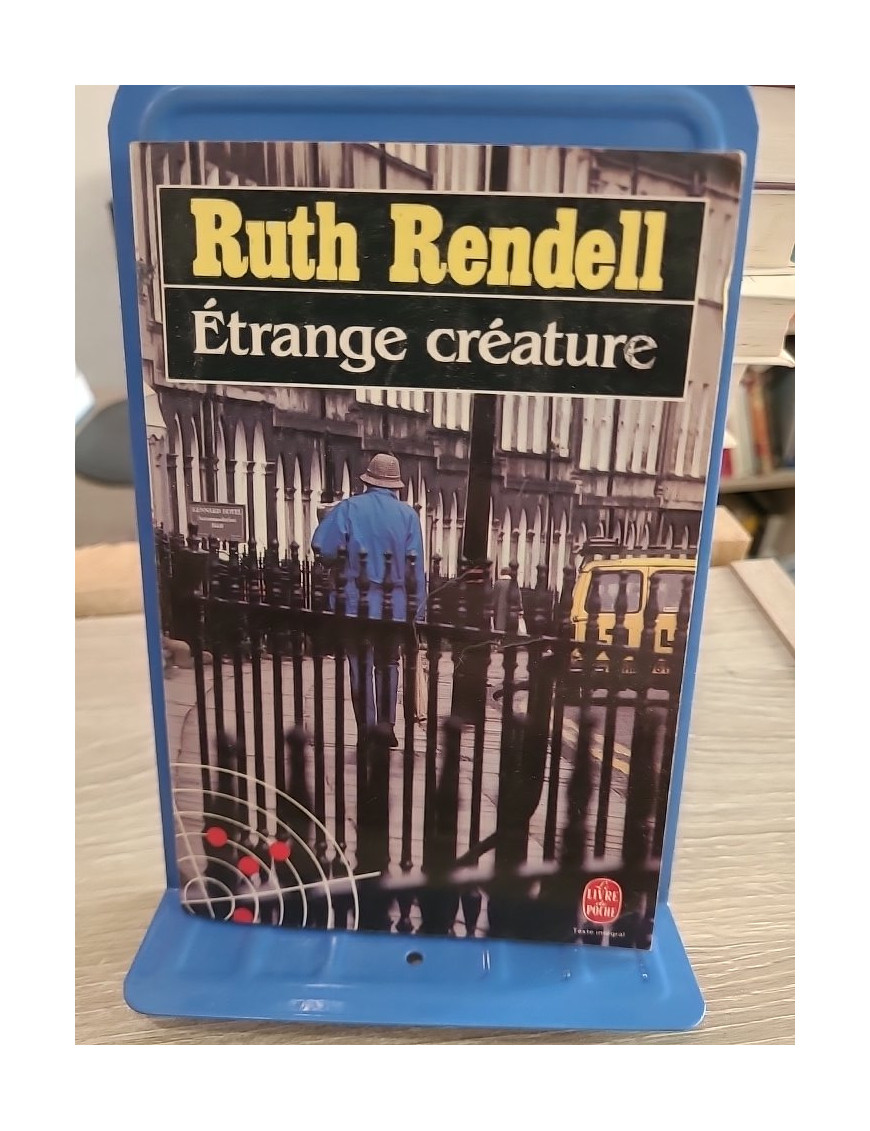 Ruth Rendell
Étrange créature
LE
LIVRE
de
POCHE
Texte intégral